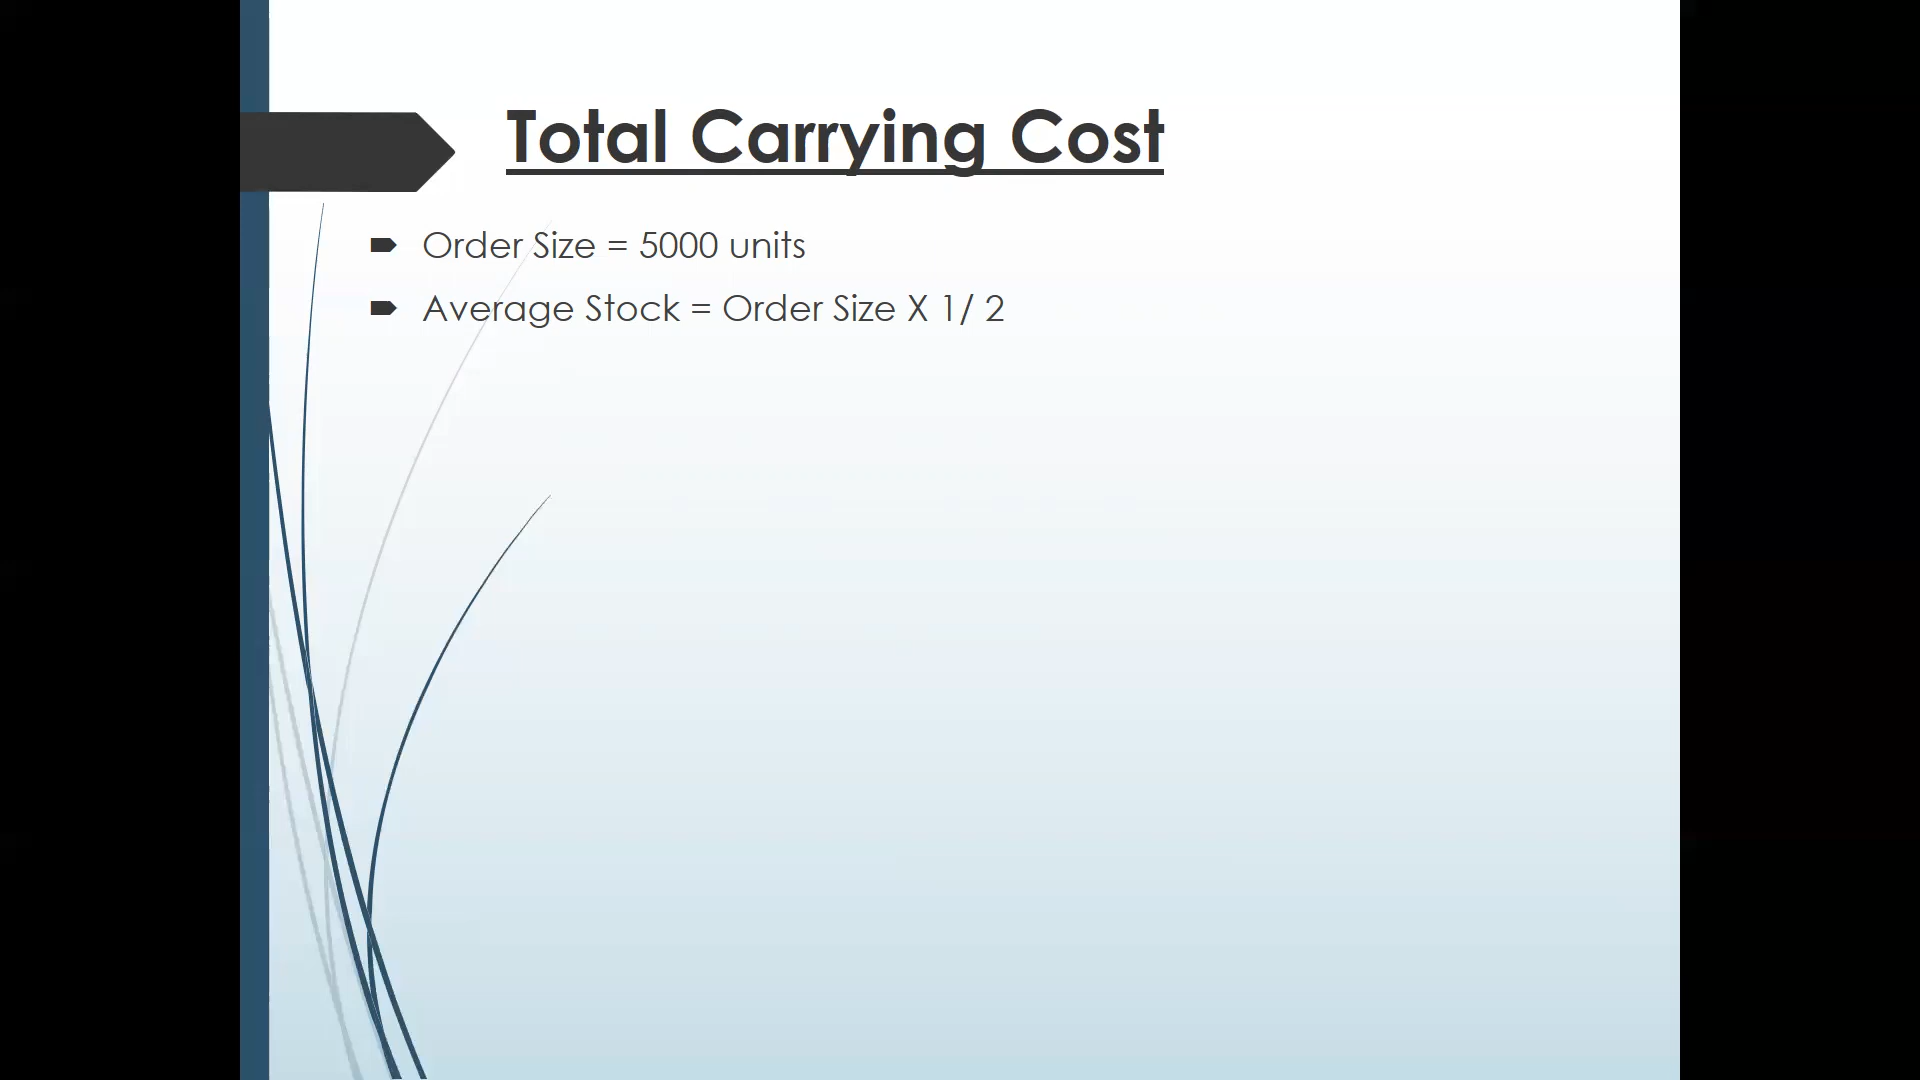 Total Carrying Cost
Order Size = 5000 units
Average Stock = Order Size X 1/ 2